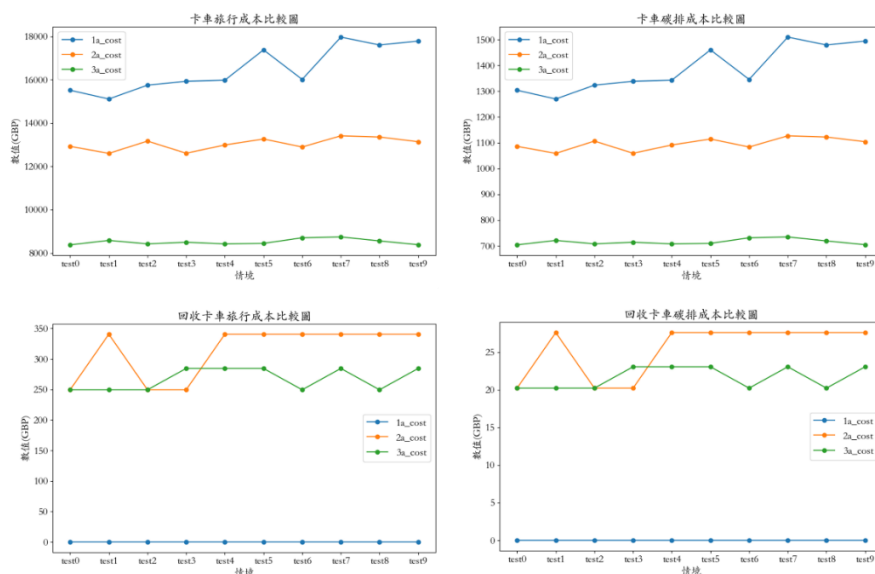 卡車旅行成本比較圖
18000
16000
14000
12000
10000
8000
數值(GBP)
1a_cost
2a_cost
3a_cost
test0 test1 test2 test3 test4 test5 test6 test7 test8 test9
情境
卡車碳排成本比較圖
1500
1400
1300
1200
1100
1000
900
800
700
數值(GBP)
1a_cost
2a_cost
3a_cost
test0 test1 test2 test3 test4 test5 test6 test7 test8 test9
情境
回收卡車旅行成本比較圖
350
300
250
200
150
100
50
0
數值(GBP)
1a_cost
2a_cost
3a_cost
test0 test1 test2 test3 test4 test5 test6 test7 test8 test9
情境
回收卡車碳排成本比較圖
25
20
15
10
5
0
數值(GBP)
1a_cost
2a_cost
3a_cost
test0 test1 test2 test3 test4 test5 test6 test7 test8 test9
情境